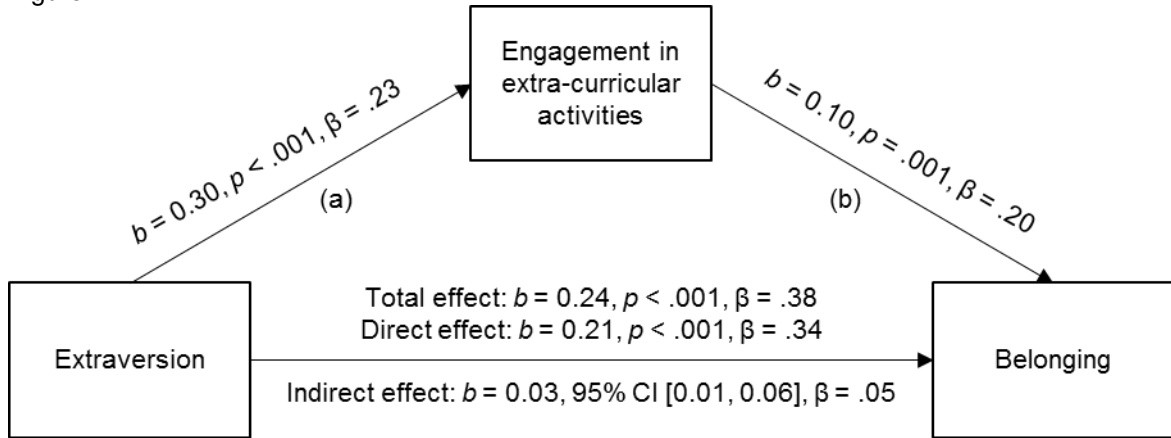 Engagement in
extra-curricular
activities
b = 0.30, p < .001, β = .23
(a)
b = 0.10, p = .001, β = .20
(b)
Extraversion
Total effect: b = 0.24, p < .001, β = .38
Direct effect: b = 0.21, p < .001, β = .34
Indirect effect: b = 0.03, 95% CI [0.01, 0.06], β = .05
Belonging